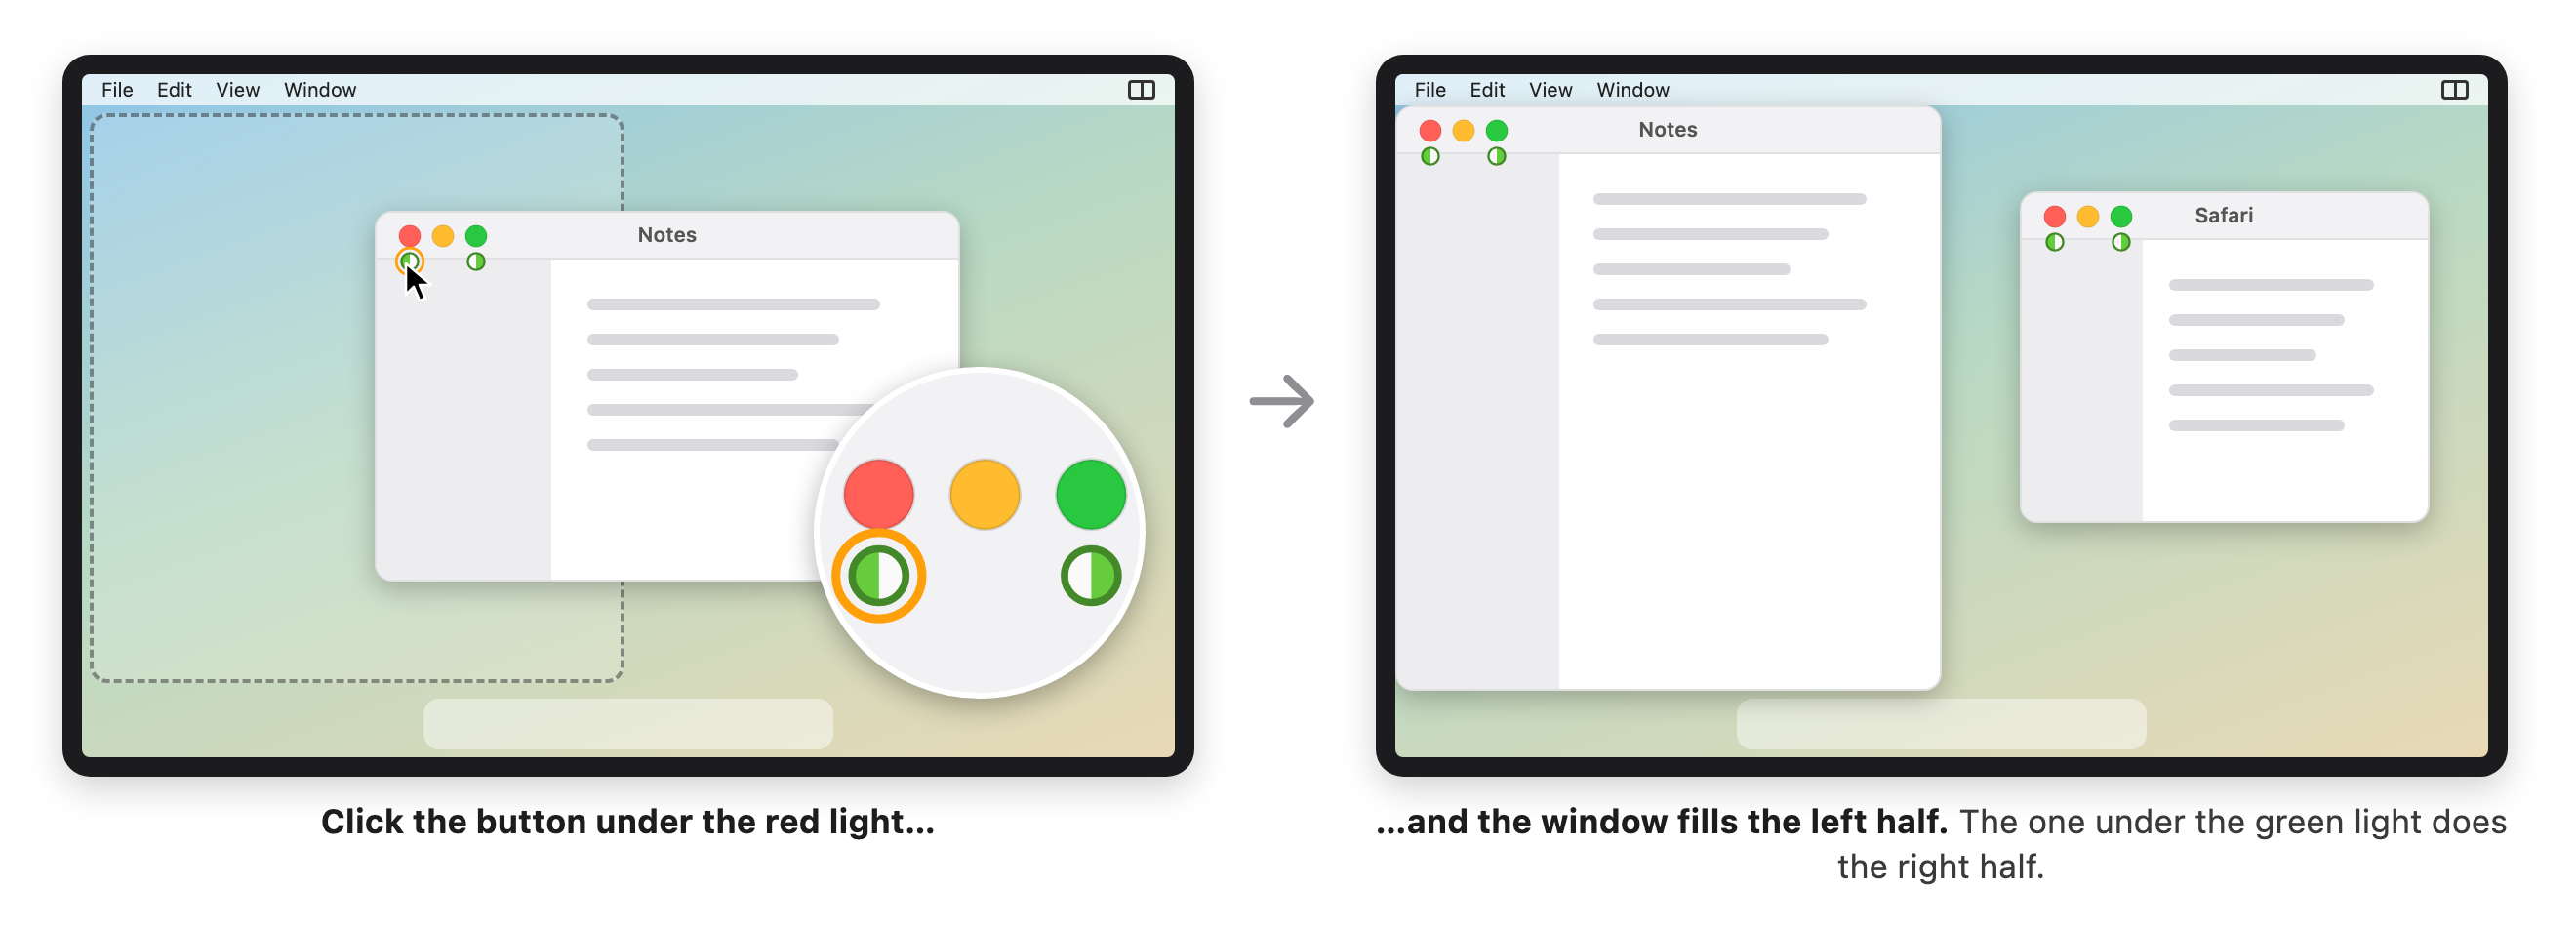 File Edit View Window
Notes
Click the button under the red light...
File Edit View Window
Notes
Safari
...and the window fills the left half. The one under the green light does
the right half.